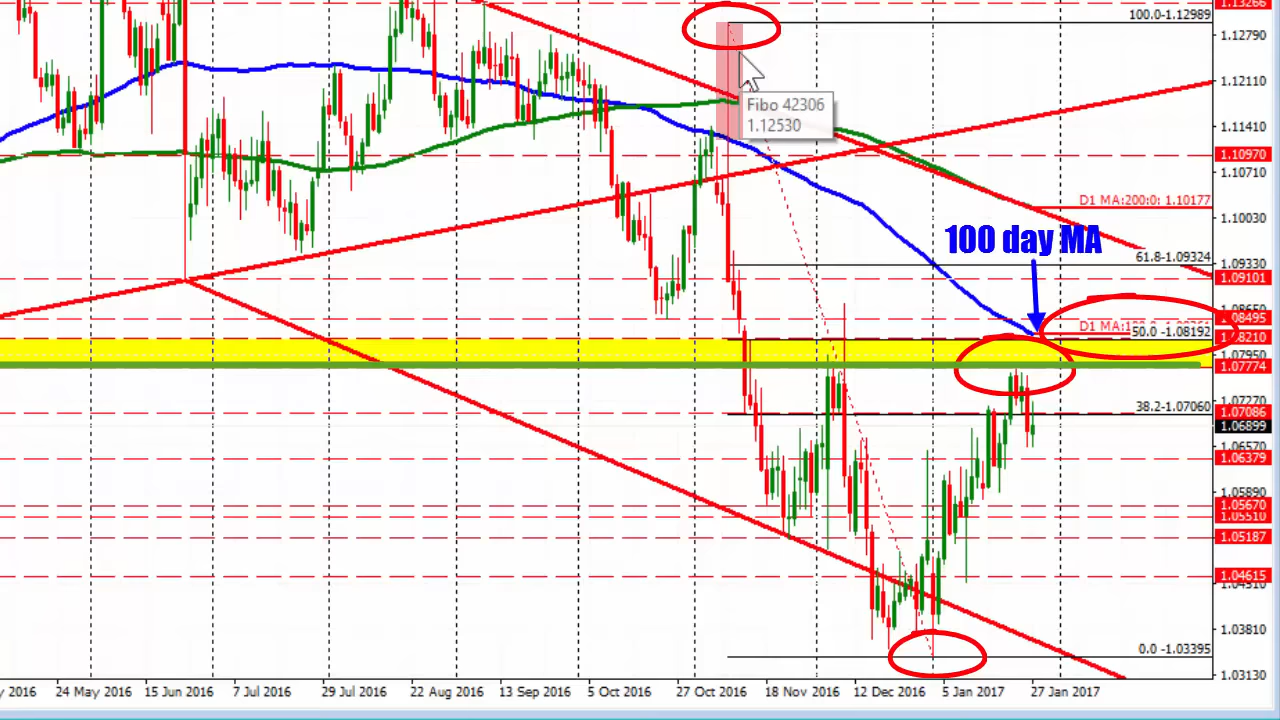 1.13266
100.0-1.12989
1.12790
Fibo 42306
1.12530
1.12110
1.11410
1.10970
1.10710
D1 MA:200:0: 1.10177
1.10030
100 day MA
61.8-1.09324
1.09330
1.09101
1.08650
1.08495
D1 MA:1
50.0 -1.08192
1.08210
1.07950
1.07774
1.07270
38.2-1.07060
1.07086
1.06899
1.06570
1.06379
1.05890
1.05670
1.05510
1.05187
1.04615
1.04510
1.03810
0.0 -1.03395
1.03130
y 2016
24 May 2016
15 Jun 2016
7 Jul 2016
29 Jul 2016
22 Aug 2016
13 Sep 2016
5 Oct 2016
27 Oct 2016
18 Nov 2016
12 Dec 2016
5 Jan 2017
27 Jan 2017